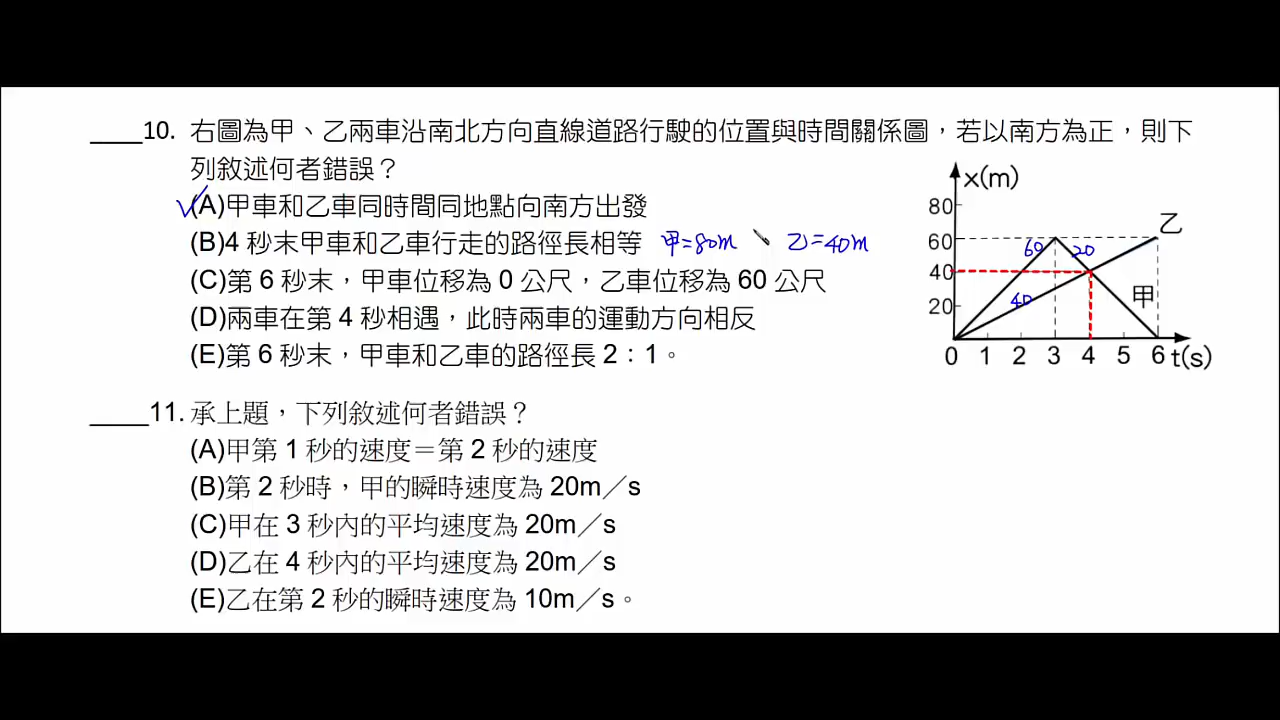 ____10. 右圖為甲、乙兩車沿南北方向直線道路行駛的位置與時間關係圖，若以南方為正，則下
列敘述何者錯誤？
✓(A)甲車和乙車同時間同地點向南方出發
(B)4 秒末甲車和乙車行走的路徑長相等 甲=80m 乙=40m
(C)第 6 秒末，甲車位移為 0 公尺，乙車位移為 60 公尺
(D)兩車在第 4 秒相遇，此時兩車的運動方向相反
(E)第 6 秒末，甲車和乙車的路徑長 2：1。
x(m)
80
60
40
20
60
20
40
乙
甲
0 1 2 3 4 5 6 t(s)
____11. 承上題，下列敘述何者錯誤？
(A)甲第 1 秒的速度＝第 2 秒的速度
(B)第 2 秒時，甲的瞬時速度為 20m／s
(C)甲在 3 秒內的平均速度為 20m／s
(D)乙在 4 秒內的平均速度為 20m／s
(E)乙在第 2 秒的瞬時速度為 10m／s。